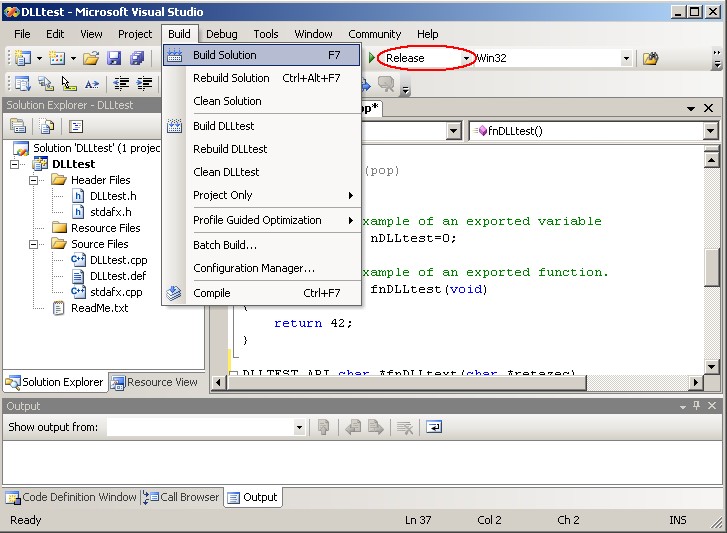 DLLtest - Microsoft Visual Studio
File Edit View Project Build Debug Tools Window Community Help
Release Win32
Build Solution F7
Rebuild Solution Ctrl+Alt+F7
Clean Solution
Build DLLtest
Rebuild DLLtest
Clean DLLtest
Project Only
Profile Guided Optimization
Batch Build...
Configuration Manager...
Compile Ctrl+F7
Solution Explorer - DLLtest
Solution 'DLLtest' (1 projec
DLLtest
Header Files
DLLtest.h
stdafx.h
Resource Files
Source Files
DLLtest.cpp
DLLtest.def
stdafx.cpp
ReadMe.txt
Solution Explorer Resource View
pp*
fnDLLtest()
(pop)
xample of an exported variable
nDLLtest=0;
xample of an exported function.
fnDLLtest(void)
{
return 42;
}
DLLTEST_API char *fnDLltext(char *retazec)
Output
Show output from:
Code Definition Window Call Browser Output
Ready Ln 37 Col 2 Ch 2 INS